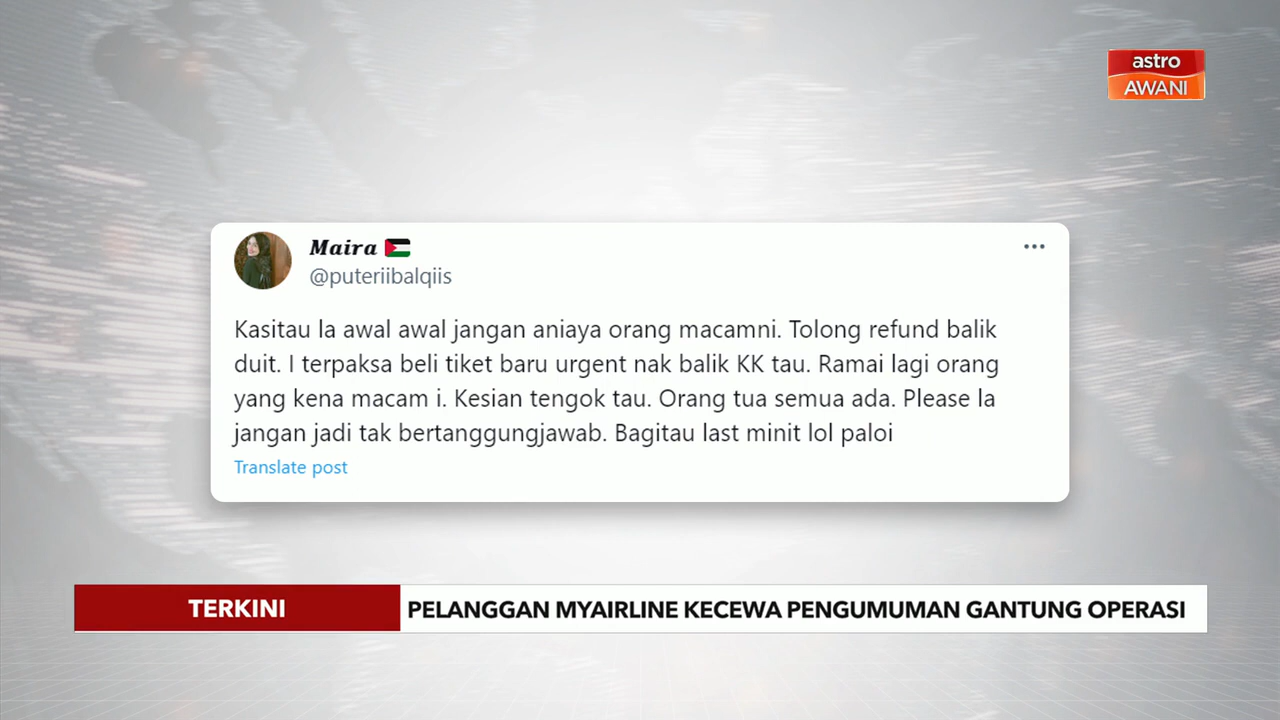 astro
AWANI
Maira
@puteriibalqiis
Kasitau la awal awal jangan aniaya orang macamni. Tolong refund balik
duit. I terpaksa beli tiket baru urgent nak balik KK tau. Ramai lagi orang
yang kena macam i. Kesian tengok tau. Orang tua semua ada. Please la
jangan jadi tak bertanggungjawab. Bagitau last minit lol paloi
Translate post
TERKINI
PELANGGAN MYAIRLINE KECEWA PENGUMUMAN GANTUNG OPERASI